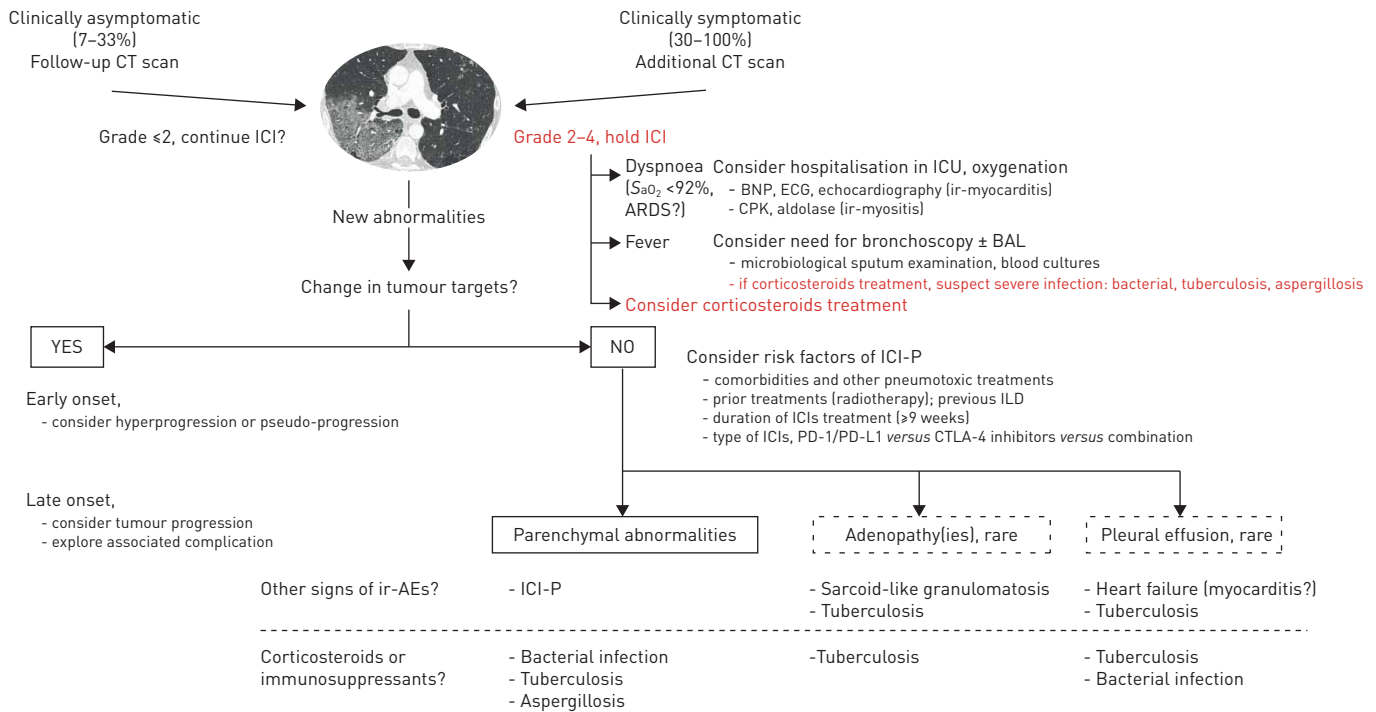 Clinically asymptomatic
(7–33%)
Follow-up CT scan
Clinically symptomatic
(30–100%)
Additional CT scan
Grade ≤2, continue ICI?
Grade 2–4, hold ICI
Dyspnoea
(SaO2 <92%,
ARDS?)
Consider hospitalisation in ICU, oxygenation
- BNP, ECG, echocardiography (ir-myocarditis)
- CPK, aldolase (ir-myositis)
New abnormalities
Fever
Consider need for bronchoscopy ± BAL
- microbiological sputum examination, blood cultures
- if corticosteroids treatment, suspect severe infection: bacterial, tuberculosis, aspergillosis
Change in tumour targets?
Consider corticosteroids treatment
YES
NO
Consider risk factors of ICI-P
- comorbidities and other pneumotoxic treatments
- prior treatments (radiotherapy); previous ILD
- duration of ICIs treatment (≥9 weeks)
- type of ICIs, PD-1/PD-L1 versus CTLA-4 inhibitors versus combination
Early onset,
- consider hyperprogression or pseudo-progression
Late onset,
- consider tumour progression
- explore associated complication
Parenchymal abnormalities
Adenopathy(ies), rare
Pleural effusion, rare
Other signs of ir-AEs?
- ICI-P
- Sarcoid-like granulomatosis
- Tuberculosis
- Heart failure (myocarditis?)
- Tuberculosis
Corticosteroids or
immunosuppressants?
- Bacterial infection
- Tuberculosis
- Aspergillosis
-Tuberculosis
- Tuberculosis
- Bacterial infection